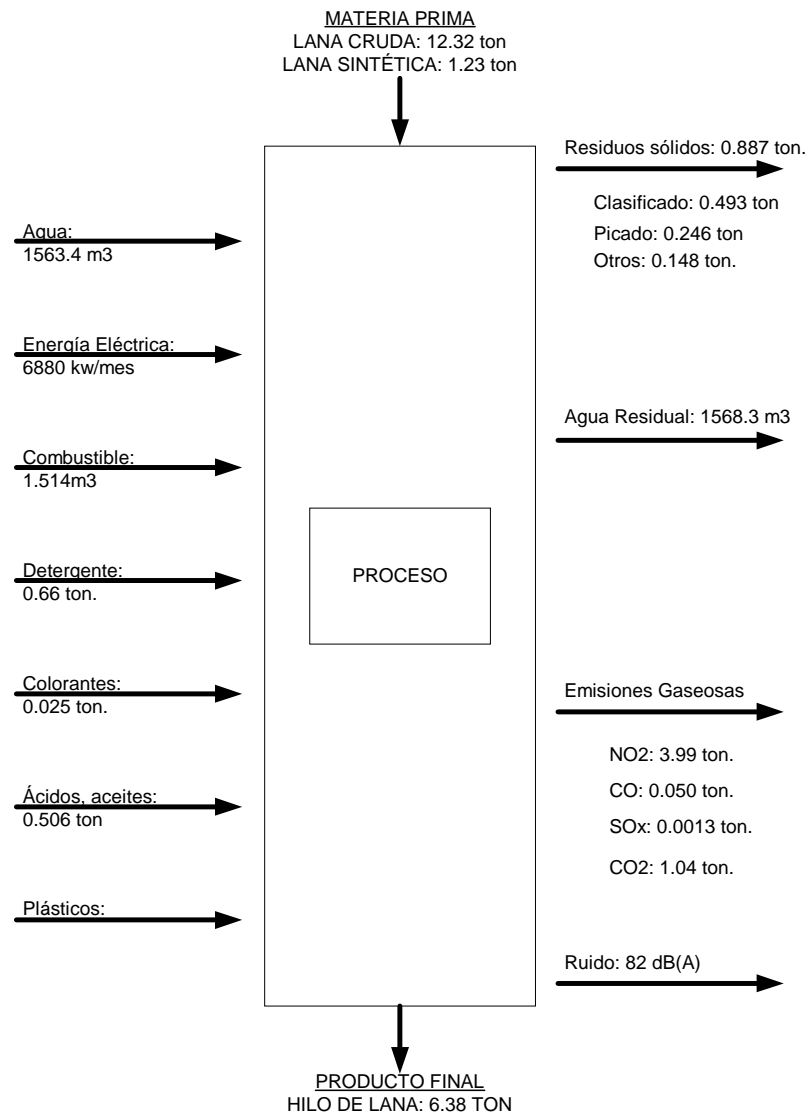 MATERIA PRIMA
LANA CRUDA: 12.32 ton
LANA SINTÉTICA: 1.23 ton
Agua:
1563.4 m3
Energía Eléctrica:
6880 kw/mes
Combustible:
1.514m3
Detergente:
0.66 ton.
Colorantes:
0.025 ton.
Ácidos, aceites:
0.506 ton
Plásticos:
PROCESO
Residuos sólidos: 0.887 ton.
Clasificado: 0.493 ton
Picado: 0.246 ton
Otros: 0.148 ton.
Agua Residual: 1568.3 m3
Emisiones Gaseosas
NO2: 3.99 ton.
CO: 0.050 ton.
SOx: 0.0013 ton.
CO2: 1.04 ton.
Ruido: 82 dB(A)
PRODUCTO FINAL
HILO DE LANA: 6.38 TON